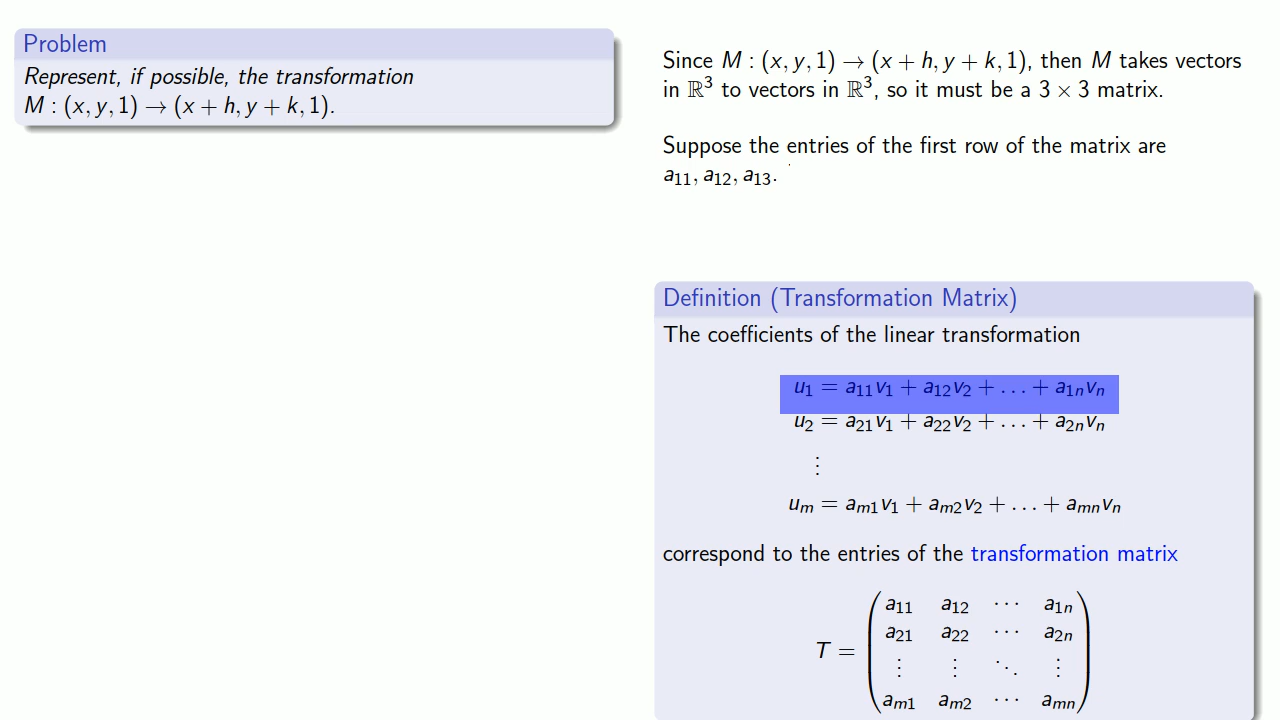 Problem
Represent, if possible, the transformation
M : (x, y, 1) → (x + h, y + k, 1).
Since M : (x, y, 1) → (x + h, y + k, 1), then M takes vectors
in ℝ³ to vectors in ℝ³, so it must be a 3 × 3 matrix.
Suppose the entries of the first row of the matrix are
a₁₁, a₁₂, a₁₃.
Definition (Transformation Matrix)
The coefficients of the linear transformation
u₁ = a₁₁v₁ + a₁₂v₂ + … + a₁ₙvₙ
u₂ = a₂₁v₁ + a₂₂v₂ + … + a₂ₙvₙ
⋮
uₘ = aₘ₁v₁ + aₘ₂v₂ + … + aₘₙvₙ
correspond to the entries of the transformation matrix
T = ( a₁₁ a₁₂ ⋯ a₁ₙ
a₂₁ a₂₂ ⋯ a₂ₙ
⋮ ⋮ ⋱ ⋮
aₘ₁ aₘ₂ ⋯ aₘₙ )